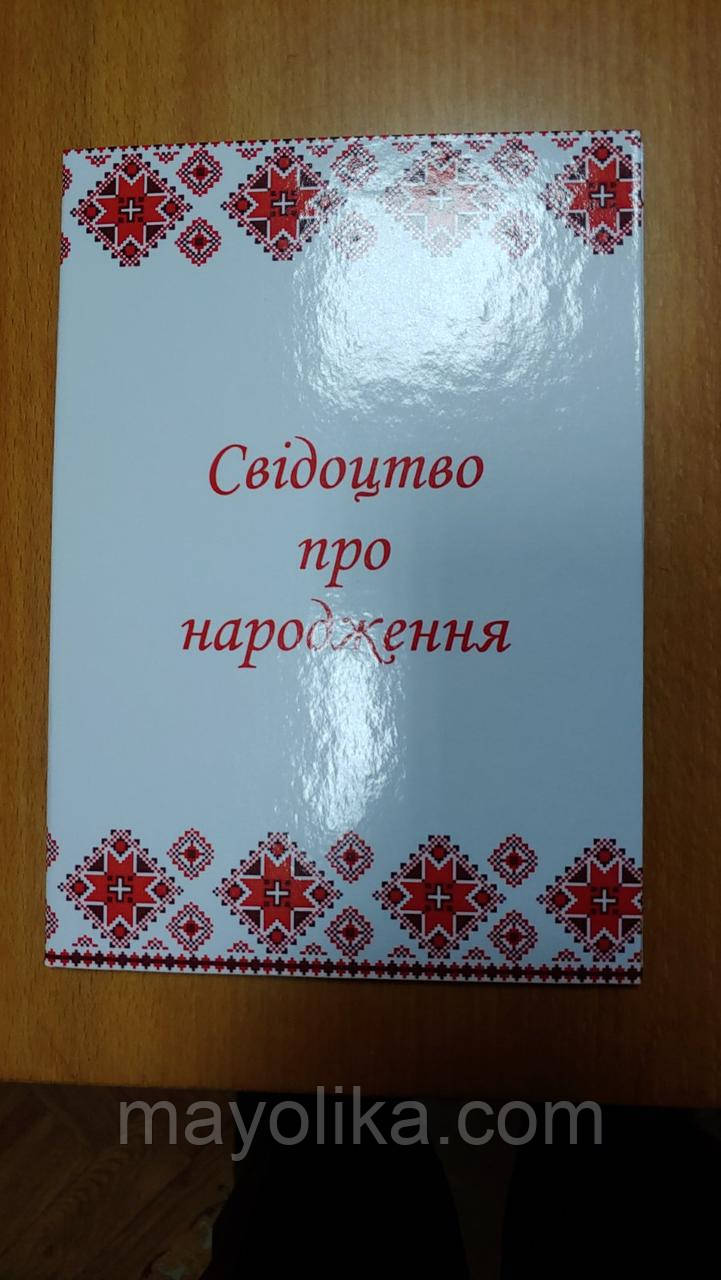 Свідоцтво
про
народження
mayolika.com